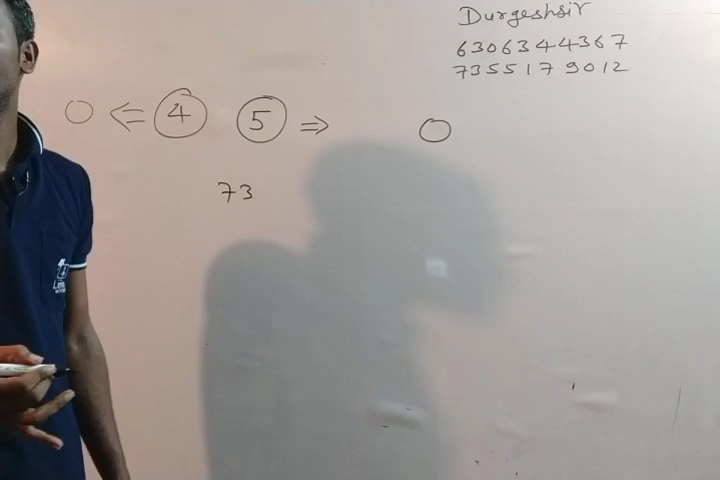 Durgeshsir
6306344367
7355179012
0 ⇐ 4 5 ⇒ 0
73